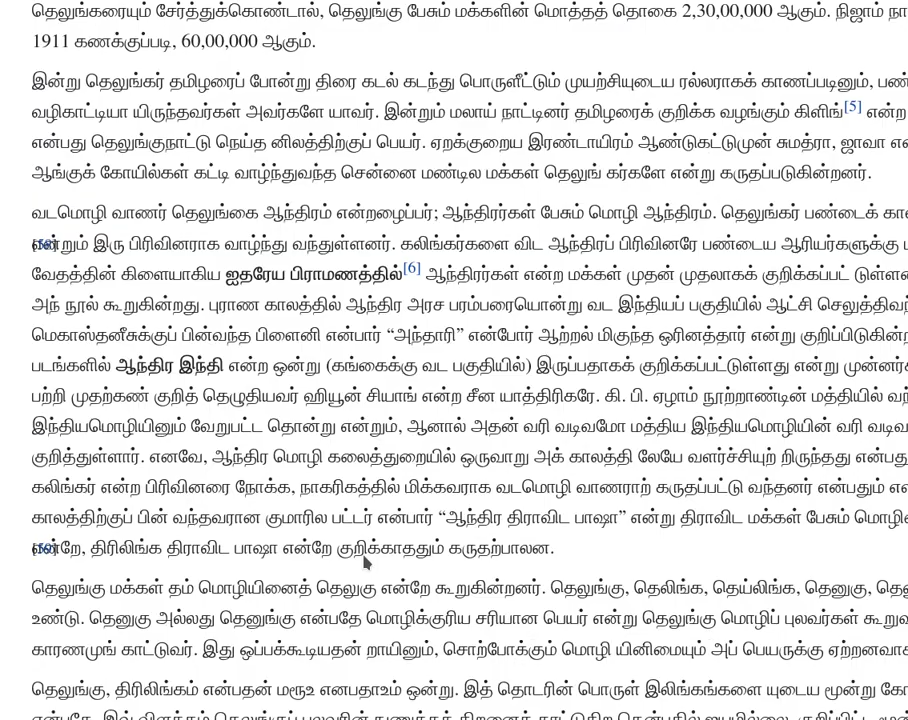 தெலுங்கரையும் சேர்த்துக்கொண்டால், தெலுங்கு பேசும் மக்களின் மொத்தத் தொகை 2,30,00,000 ஆகும். நிஜாம் நா
1911 கணக்குப்படி, 60,00,000 ஆகும்.
இன்று தெலுங்கர் தமிழரைப் போன்று திரை கடல் கடந்து பொருளீட்டும் முயற்சியுடைய ரல்லராகக் காணப்படினும், பண்
வழிகாட்டியா யிருந்தவர்கள் அவர்களே யாவர். இன்றும் மலாய் நாட்டினர் தமிழரைக் குறிக்க வழங்கும் கிளிங்[5] என்ற
என்பது தெலுங்குநாட்டு நெய்த னிலத்திற்குப் பெயர். ஏறக்குறைய இரண்டாயிரம் ஆண்டுகட்டுமுன் சுமத்ரா, ஜாவா
ஆங்குக் கோயில்கள் கட்டி வாழ்ந்துவந்த சென்னை மண்டில மக்கள் தெலுங் கர்களே என்று கருதப்படுகின்றனர்.
வடமொழி வாணர் தெலுங்கை ஆந்திரம் என்றழைப்பர்; ஆந்திரர்கள் பேசும் மொழி ஆந்திரம். தெலுங்கர் பண்டைக்
என்றும் இரு பிரிவினராக வாழ்ந்து வந்துள்ளனர். கலிங்கர்களை விட ஆந்திரப் பிரிவினரே பண்டைய ஆரியர்களுக்கு
வேதத்தின் கிளையாகிய ஐதரேய பிராமணத்தில்[6] ஆந்திரர்கள் என்ற மக்கள் முதன் முதலாகக் குறிக்கப்பட் டுள்ளன
அந் நூல் கூறுகின்றது. புராண காலத்தில் ஆந்திர அரச பரம்பரையொன்று வட இந்தியப் பகுதியில் ஆட்சி
மெகாஸ்தனீசுக்குப் பின்வந்த பிளைனி என்பார் “அந்தாரி” என்போர் ஆற்றல் மிகுந்த ஓரினத்தார் என்று
படங்களில் ஆந்திர இந்தி என்ற ஒன்று (கங்கைக்கு வட பகுதியில்) இருப்பதாகக் குறிக்கப்பட்டுள்ளது என்று
பற்றி முதற்கண் குறித் தெழுதியவர் ஹியூன் சியாங் என்ற சீன யாத்திரிகரே. கி. பி. ஏழாம் நூற்றாண்டின் மத்தியில்
இந்தியமொழியினும் வேறுபட்ட தொன்று என்றும், ஆனால் அதன் வரி வடிவமோ மத்திய இந்தியமொழியின் வரி
குறித்துள்ளார். எனவே, ஆந்திர மொழி கலைத்துறையில் ஒருவாறு அக் காலத்தி லேயே வளர்ச்சியுற் றிருந்தது
கலிங்கர் என்ற பிரிவினரை நோக்க, நாகரிகத்தில் மிக்கவராக வடமொழி வாணராற் கருதப்பட்டு வந்தனர் என்பதும்
காலத்திற்குப் பின் வந்தவரான குமாரில பட்டர் என்பார் “ஆந்திர திராவிட பாஷா” என்று திராவிட மக்கள் பேசும்
என்றே, திரிலிங்க திராவிட பாஷா என்றே குறிக்காததும் கருதற்பாலன.
தெலுங்கு மக்கள் தம் மொழியினைத் தெலுகு என்றே கூறுகின்றனர். தெலுங்கு, தெலிங்க, தெய்லிங்க, தெனுகு,
உண்டு. தெனுகு அல்லது தெனுங்கு என்பதே மொழிக்குரிய சரியான பெயர் என்று தெலுங்கு மொழிப் புலவர்கள்
காரணமுங் காட்டுவர். இது ஒப்பக்கூடியதன் றாயினும், சொற்போக்கும் மொழி யினிமையும் அப் பெயருக்கு
தெலுங்கு, திரிலிங்கம் என்பதன் மரூஉ எனபதாஉம் ஒன்று. இத் தொடரின் பொருள் இலிங்கங்களை யுடைய மூன்று